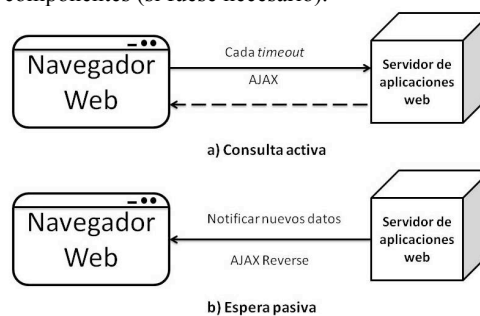 componentes (si fuese necesario).
Navegador
Web
Cada timeout
AJAX
Servidor de
aplicaciones
web
a) Consulta activa
Navegador
Web
Notificar nuevos datos
AJAX Reverse
Servidor de
aplicaciones
web
b) Espera pasiva